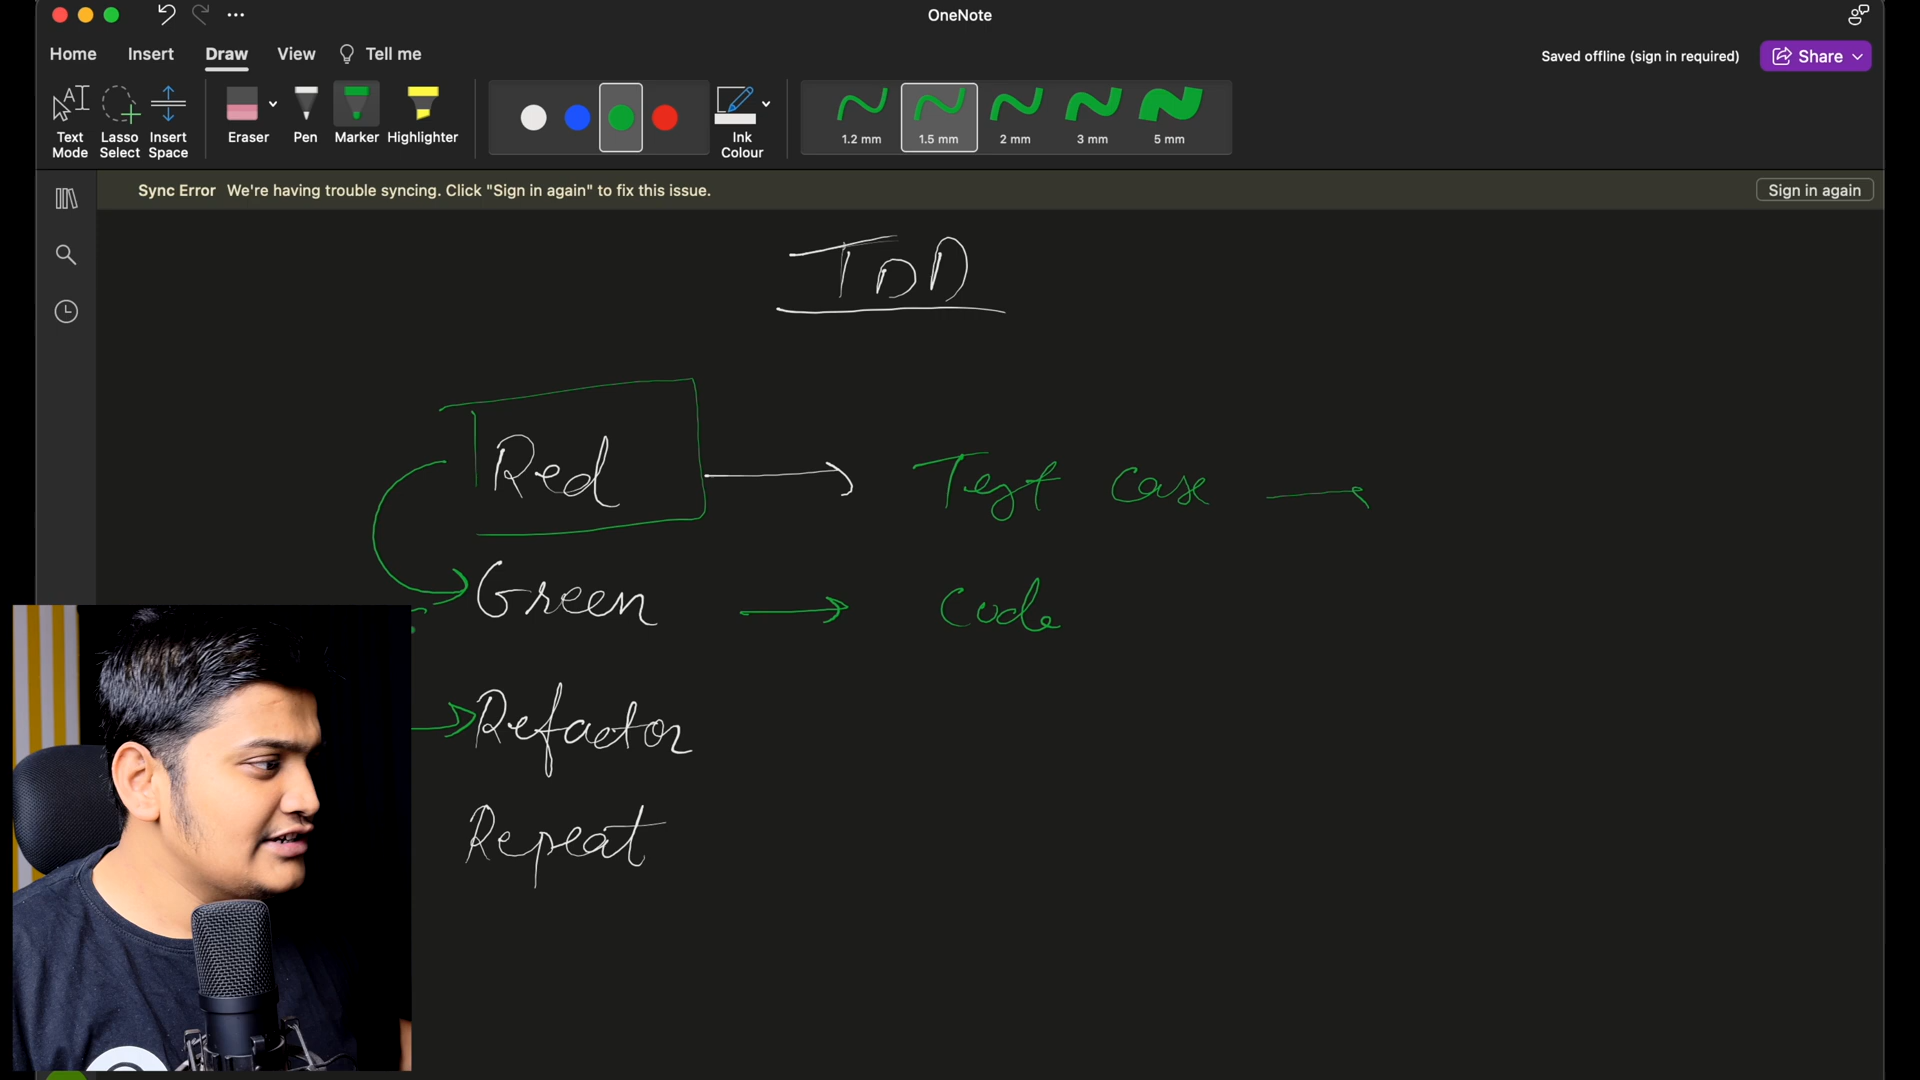 OneNote
Home Insert Draw View Tell me
Saved offline (sign in required) Share
Text Mode
Lasso Select
Insert Space
Eraser
Pen
Marker
Highlighter
Ink Colour
1.2 mm
1.5 mm
2 mm
3 mm
5 mm
Sync Error We're having trouble syncing. Click "Sign in again" to fix this issue. Sign in again
TDD
Red → Test Case →
Green → Code
Refactor
Repeat